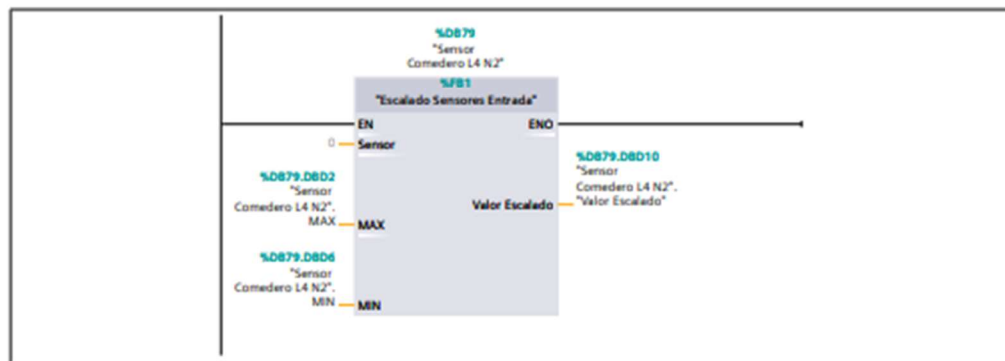 %DB79
"Sensor
Comedero L4 N2"
%FB1
"Escalado Sensores Entrada"
EN
ENO
0
Sensor
%DB79.DBD2
"Sensor
Comedero L4 N2".
MAX
MAX
%DB79.DBD10
"Sensor
Comedero L4 N2".
"Valor Escalado"
Valor Escalado
%DB79.DBD6
"Sensor
Comedero L4 N2".
MIN
MIN